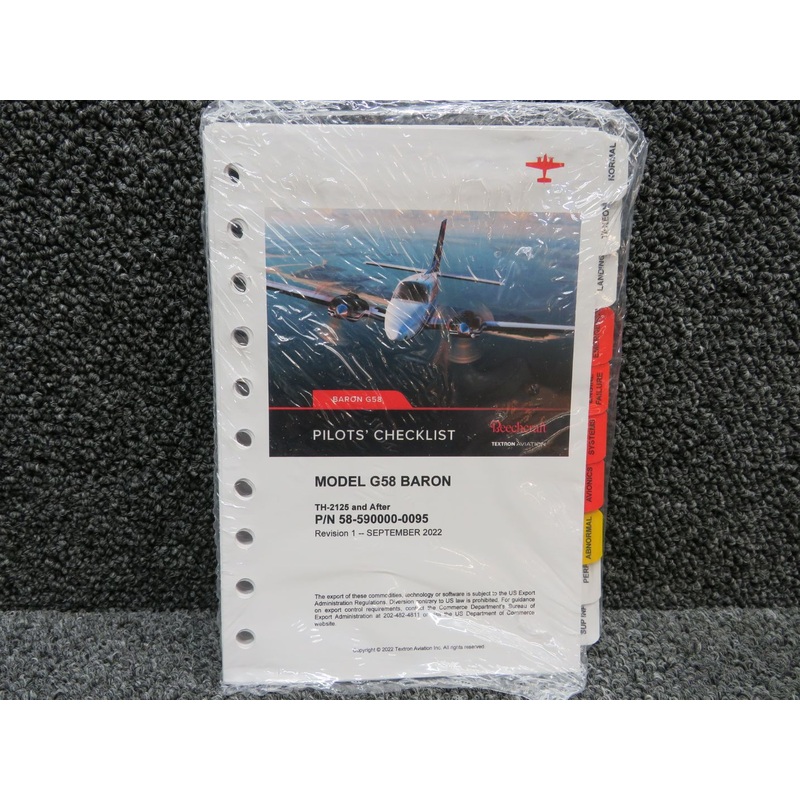 NORMAL
LANDING
FAILURE
SYSTEMS
AVIONICS
ABNORMAL
PERF
BARON G58
PILOTS' CHECKLIST
Beechcraft
TEXTRON AVIATION
MODEL G58 BARON
TH-2125 and After
P/N 58-590000-0095
Revision 1 – SEPTEMBER 2022
The export of these commodities, technology or software is subject to the US Export
Administration Regulations. Diversion contrary to US law is prohibited. For guidance
on export control requirements, contact the Commerce Department's Bureau of
Export Administration at 202-482-4811 or the US Department of Commerce
website.
Copyright © 2022 Textron Aviation Inc. All rights reserved.